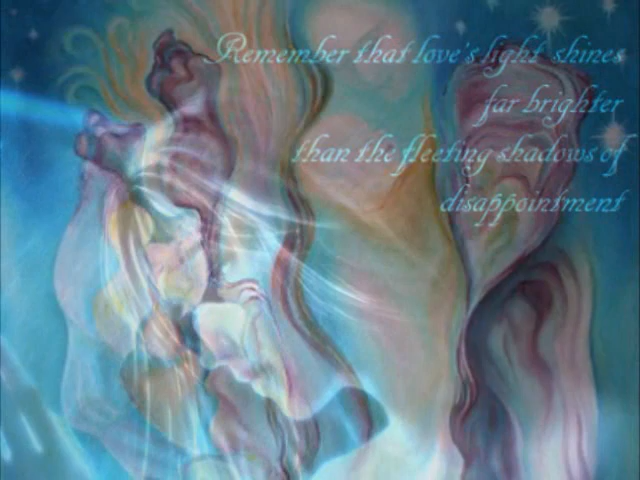 Remember that love's light shines
far brighter
than the fleeting shadows of
disappointment